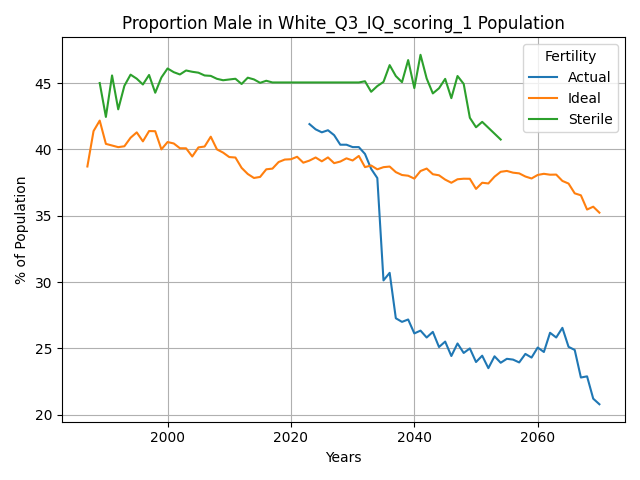 Proportion Male in White_Q3_IQ_scoring_1 Population
Fertility
Actual
Ideal
Sterile
% of Population
45
40
35
30
25
20
2000
2020
2040
2060
Years